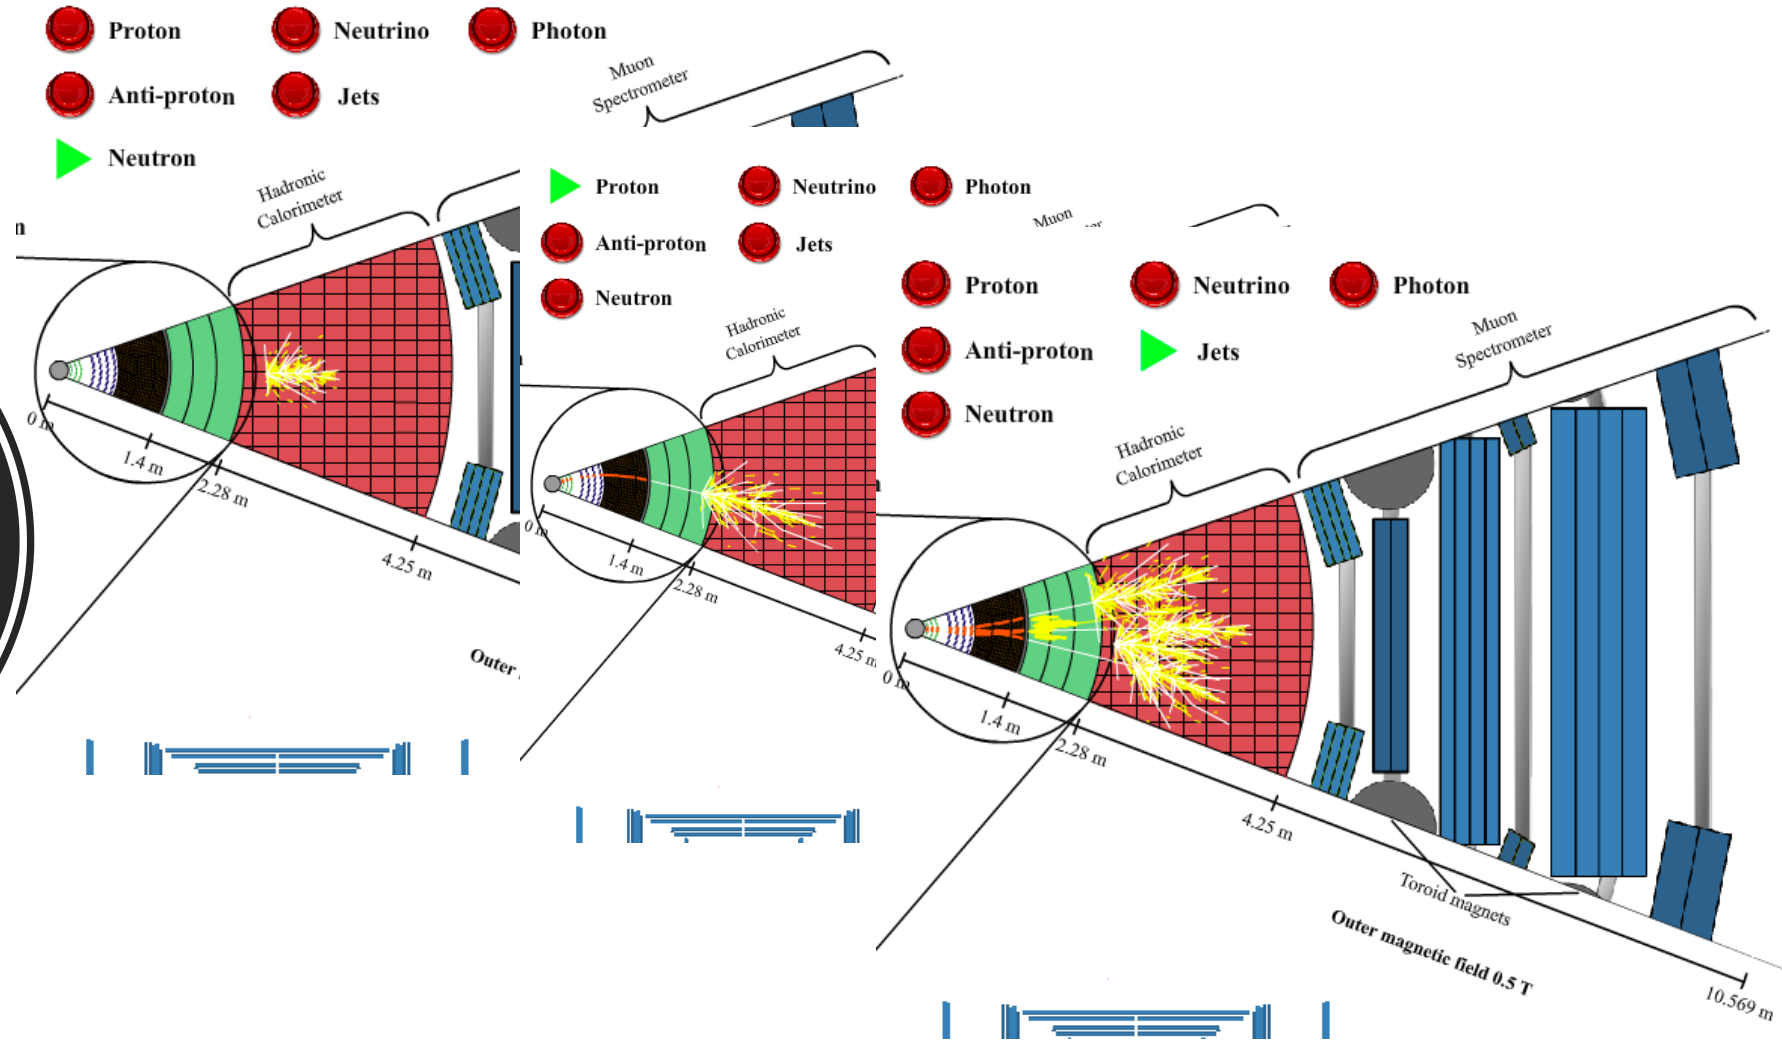 Proton
Neutrino
Photon
Anti-proton
Jets
Neutron
Muon
Spectrometer
Hadronic
Calorimeter
n
0 m
1.4 m
2.28 m
4.25 m
Outer
Proton
Neutrino
Photon
Anti-proton
Jets
Neutron
Muon
Hadronic
Calorimeter
0 m
1.4 m
2.28 m
4.25 m
Proton
Neutrino
Photon
Anti-proton
Jets
Neutron
Muon
Spectrometer
Hadronic
Calorimeter
0 m
1.4 m
2.28 m
4.25 m
Toroid magnets
Outer magnetic field 0.5 T
10.569 m